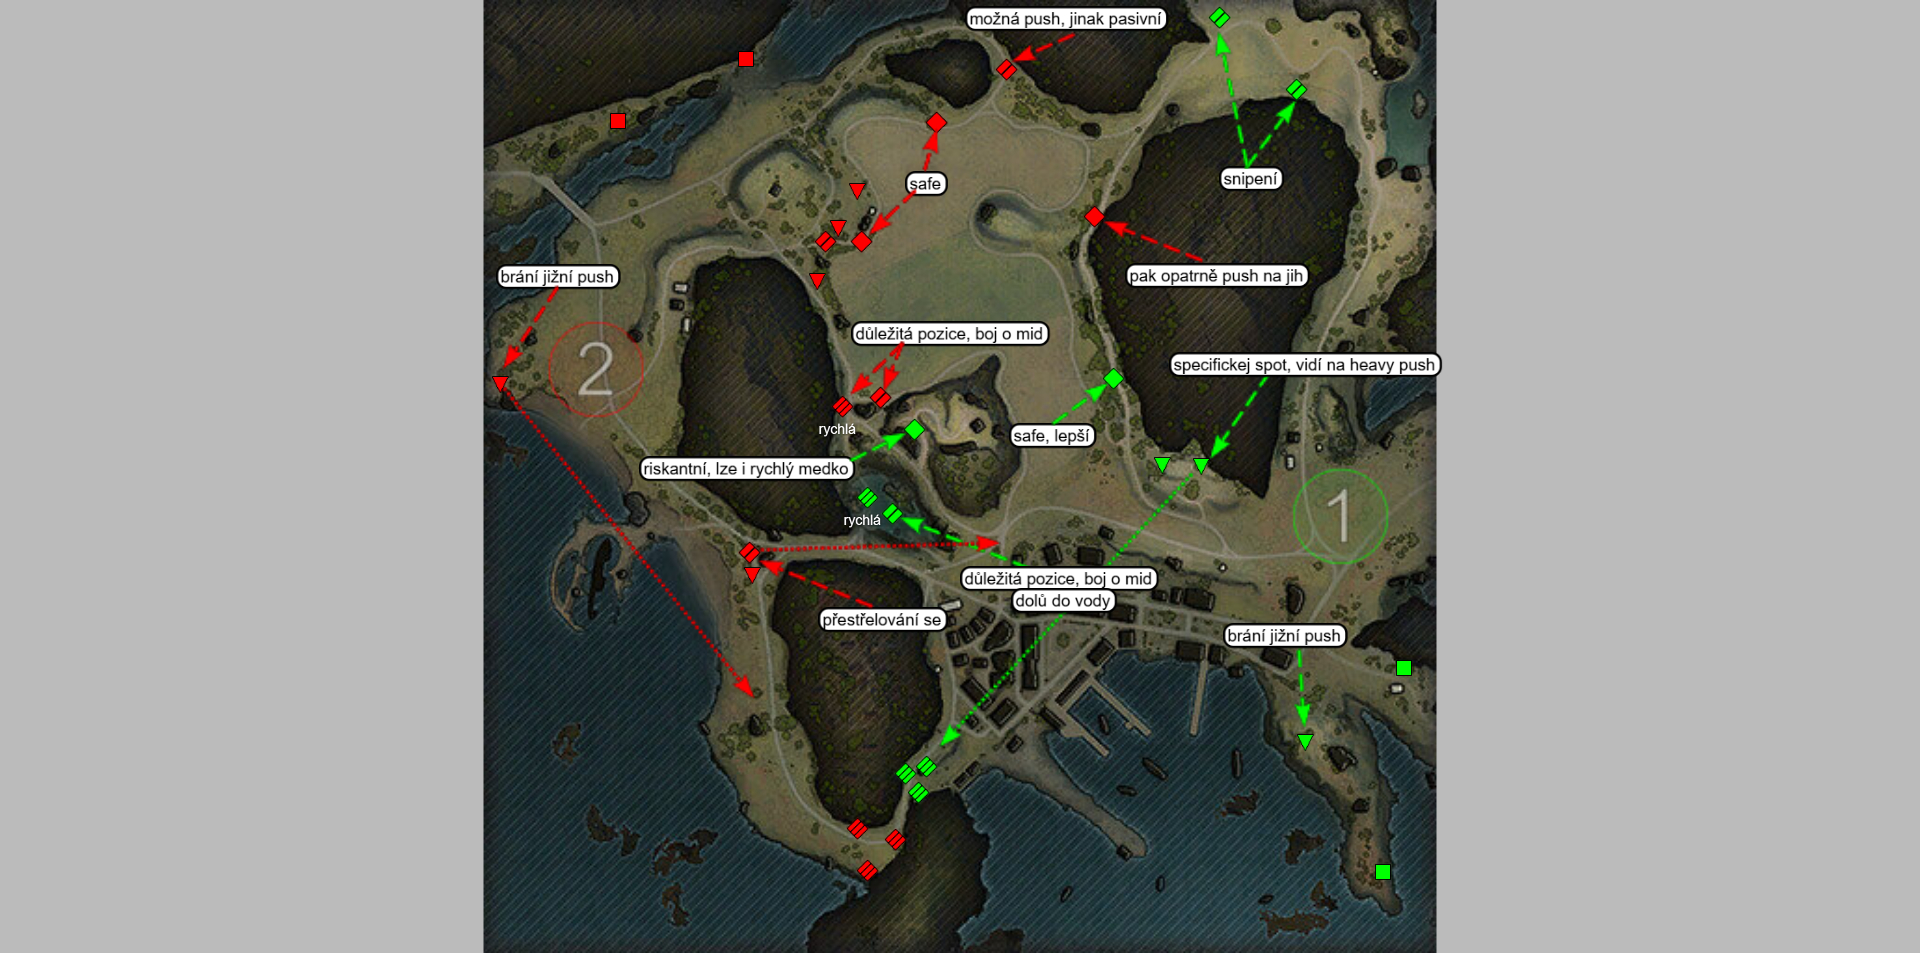 možná push, jinak pasivní
safe
snipení
brání jižní push
pak opatrně push na jih
důležitá pozice, boj o mid
2
specifickej spot, vidí na heavy push
rychlá
safe, lepší
riskantní, lze i rychlý medko
rychlá
1
důležitá pozice, boj o mid
dolů do vody
přestřelování se
brání jižní push